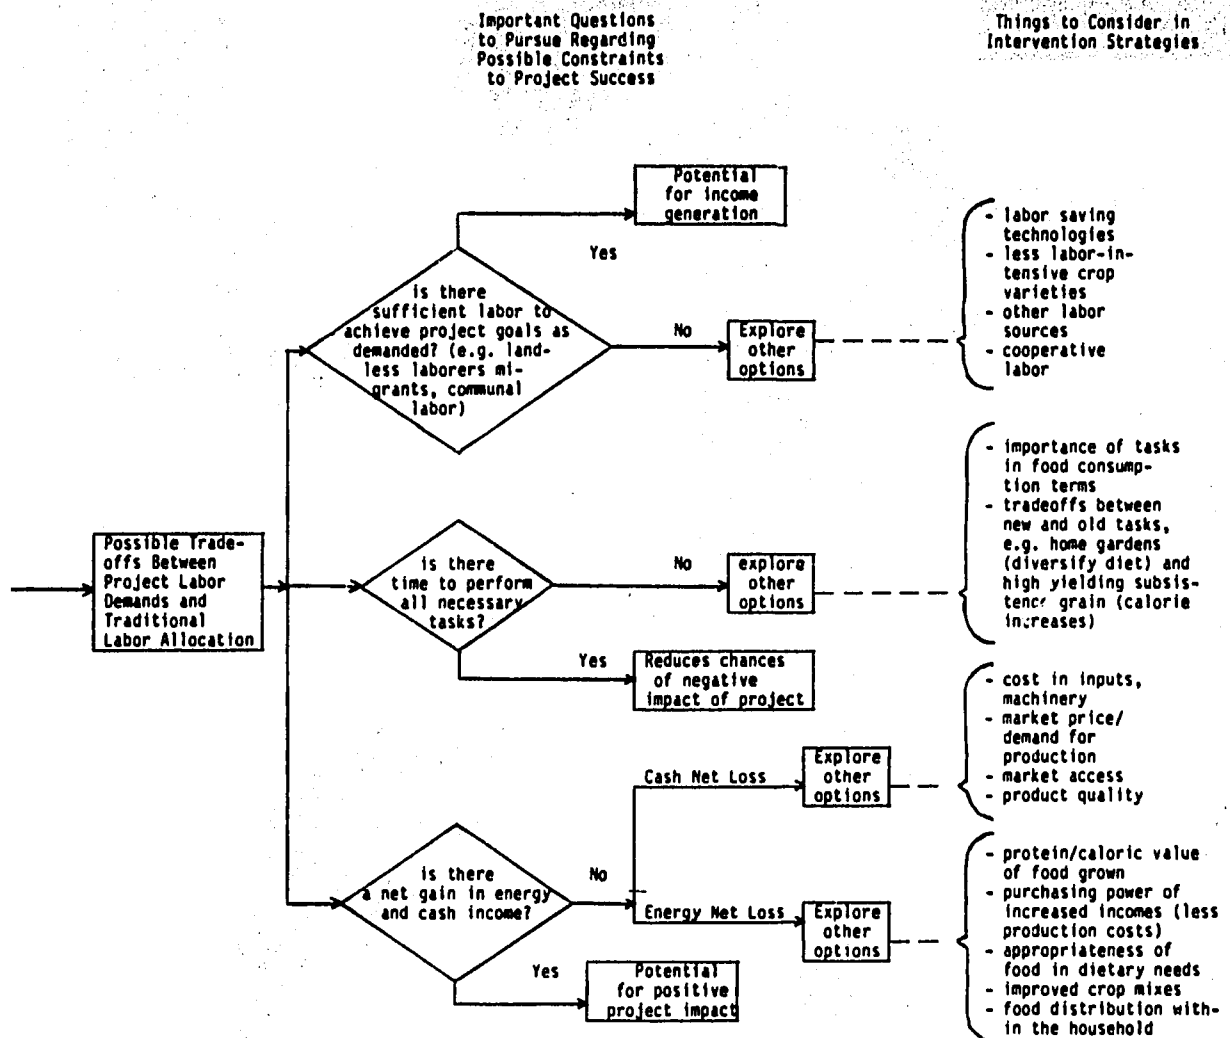 Important Questions
to Pursue Regarding
Possible Constraints
to Project Success
Things to Consider in
Intervention Strategies
Potential
for income
generation
Yes
is there
sufficient labor to
achieve project goals as
demanded? (e.g. land-
less laborers mi-
grants, communal
labor)
No
Explore
other
options
- labor saving
technologies
- less labor-in-
tensive crop
varieties
- other labor
sources
- cooperative
labor
Possible Trade-
offs Between
Project Labor
Demands and
Traditional
Labor Allocation
is there
time to perform
all necessary
tasks?
No
explore
other
options
- importance of tasks
in food consump-
tion terms
- tradeoffs between
new and old tasks,
e.g. home gardens
(diversify diet) and
high yielding subsis-
tence grain (calorie
increases)
Yes
Reduces chances
of negative
impact of project
is there
a net gain in energy
and cash income?
No
Cash Net Loss
Explore
other
options
- cost in inputs,
machinery
- market price/
demand for
production
- market access
- product quality
Energy Net Loss
Explore
other
options
- protein/caloric value
of food grown
- purchasing power of
increased incomes (less
production costs)
- appropriateness of
food in dietary needs
- improved crop mixes
- food distribution with-
in the household
Yes
Potential
for positive
project impact